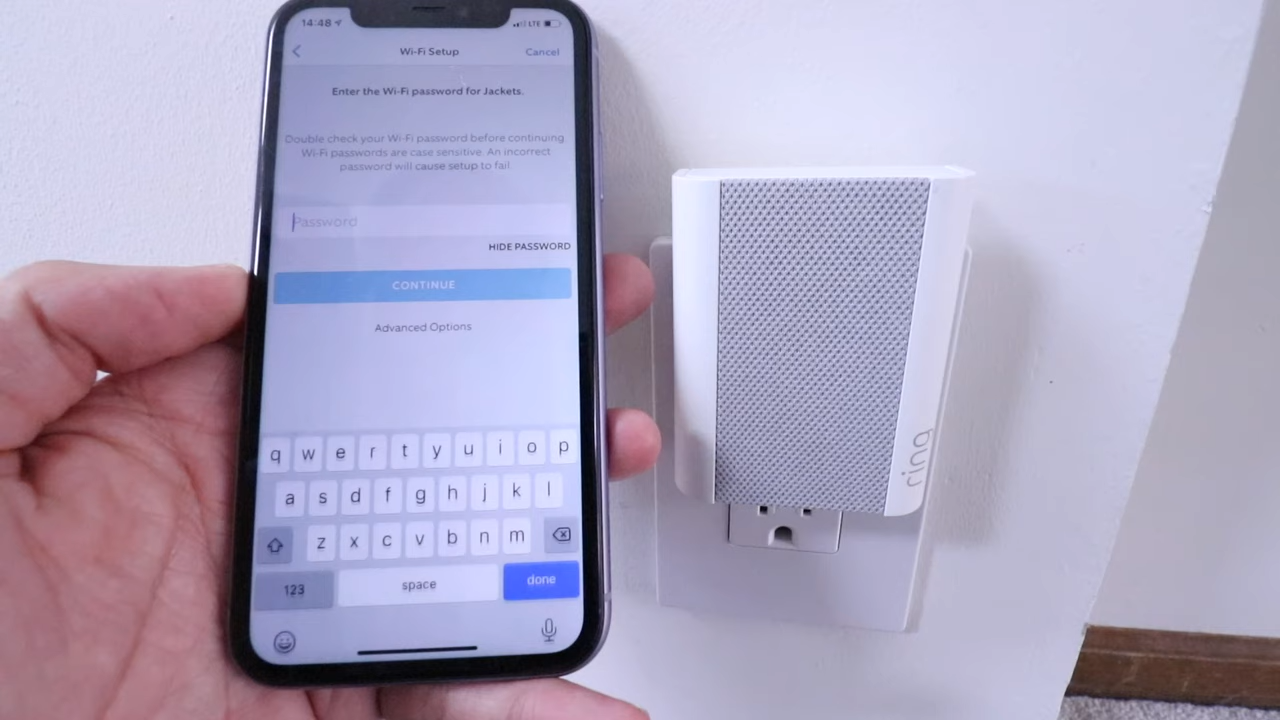 14:48
LTE
Wi-Fi Setup
Cancel
Enter the Wi-Fi password for Jackets.
Double check your Wi-Fi password before continuing
Wi-Fi passwords are case sensitive. An incorrect
password will cause setup to fail.
Password
HIDE PASSWORD
CONTINUE
Advanced Options
q w e r t y u i o p
a s d f g h j k l
z x c v b n m
123 space done
ring